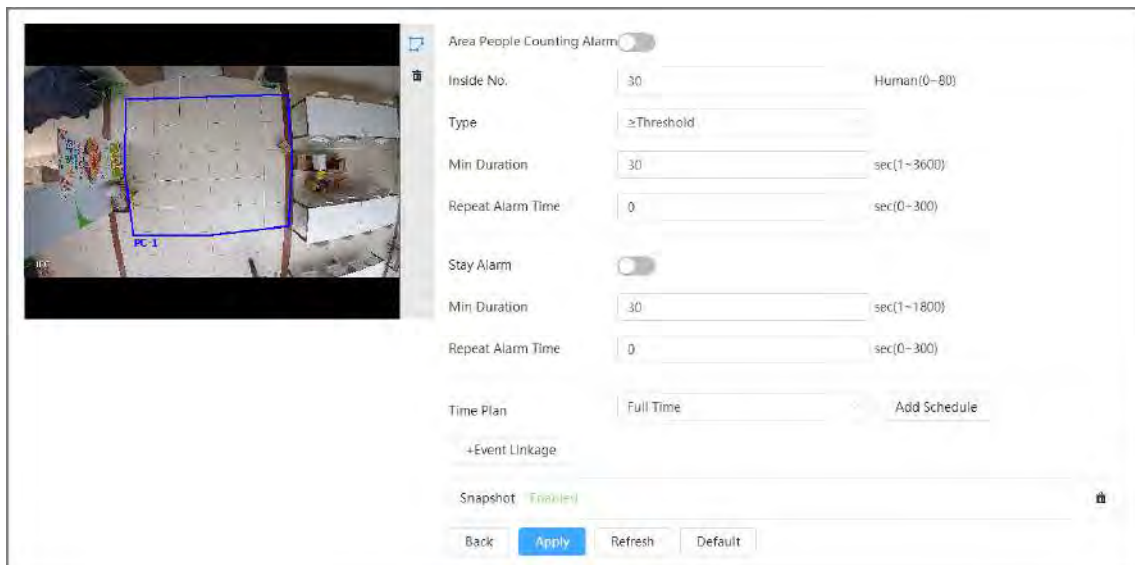 Area People Counting Alarm
Inside No. 30 Human(0~80)
Type ≥Threshold
Min Duration 30 sec(1~3600)
Repeat Alarm Time 0 sec(0~300)
PC-1
Stay Alarm
Min Duration 30 sec(1~1800)
Repeat Alarm Time 0 sec(0~300)
Time Plan Full Time Add Schedule
+Event Linkage
Snapshot Enabled
Back Apply Refresh Default